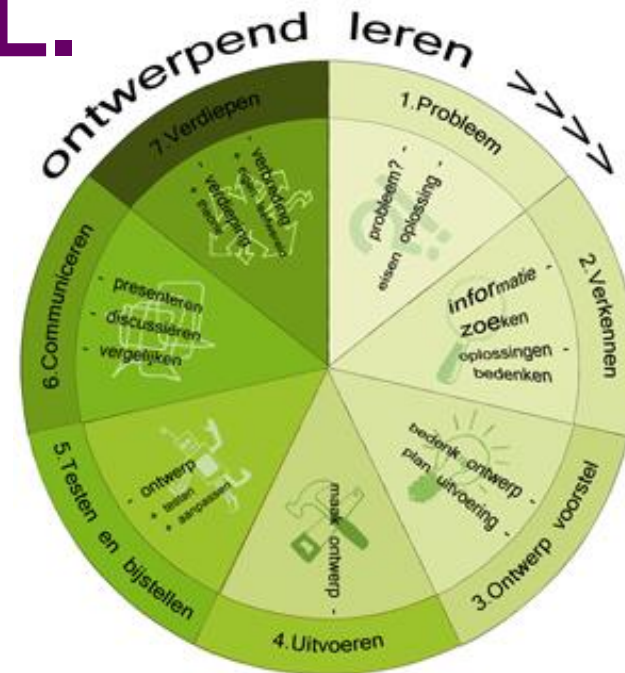 L.
ontwerpend leren >>>>
1.Probleem
probleem? -
eisen oplossing -
2.Verkennen
informatie -
zoeken
oplossingen -
bedenken
3.Ontwerp voorstel
bedenk ontwerp -
plan uitvoering -
4.Uitvoeren
maak ontwerp -
5.Testen en bijstellen
- ontwerp
+ testen
+ aanpassen
6.Communiceren
- presenteren
- discussiëren
- vergelijken
7.Verdiepen
- verbreding
- verdieping
+ theorie